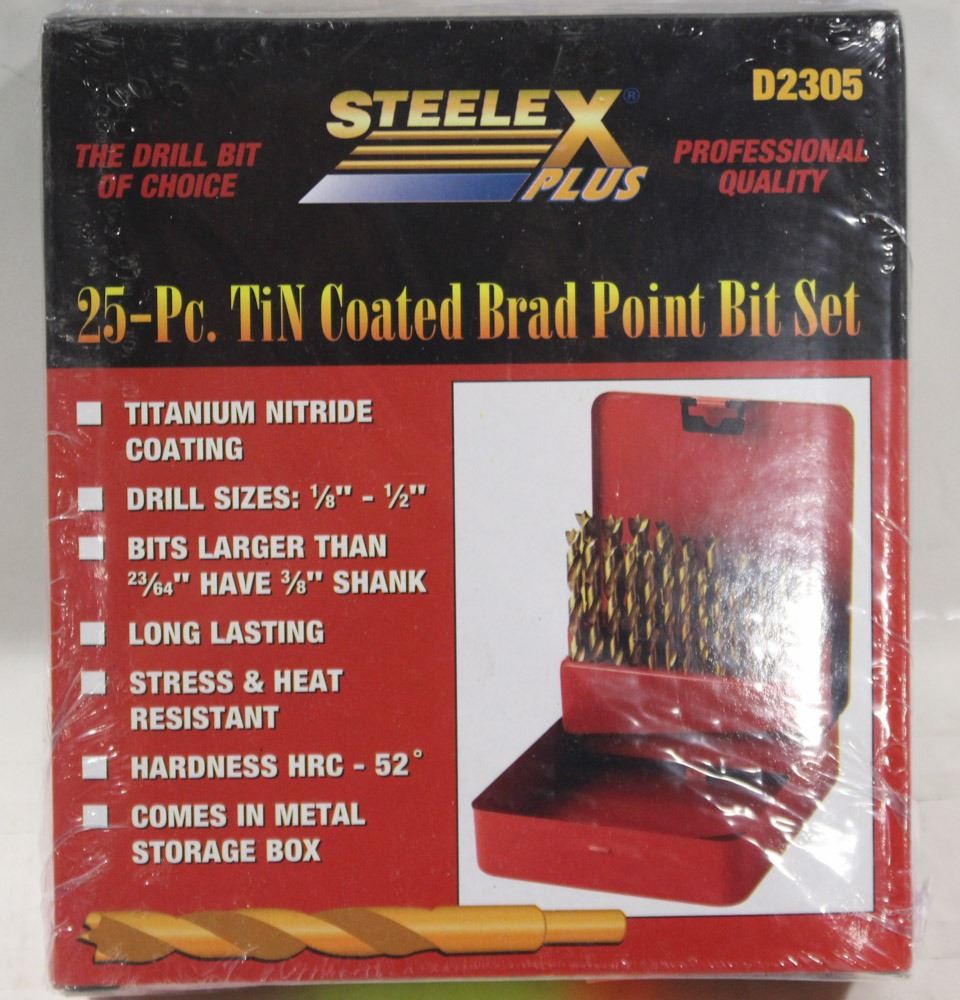 D2305
STEELEX®
PLUS
THE DRILL BIT
OF CHOICE
PROFESSIONAL
QUALITY
25-Pc. TiN Coated Brad Point Bit Set
TITANIUM NITRIDE
COATING
DRILL SIZES: ⅛" - ½"
BITS LARGER THAN
23/64" HAVE ⅜" SHANK
LONG LASTING
STRESS & HEAT
RESISTANT
HARDNESS HRC - 52°
COMES IN METAL
STORAGE BOX